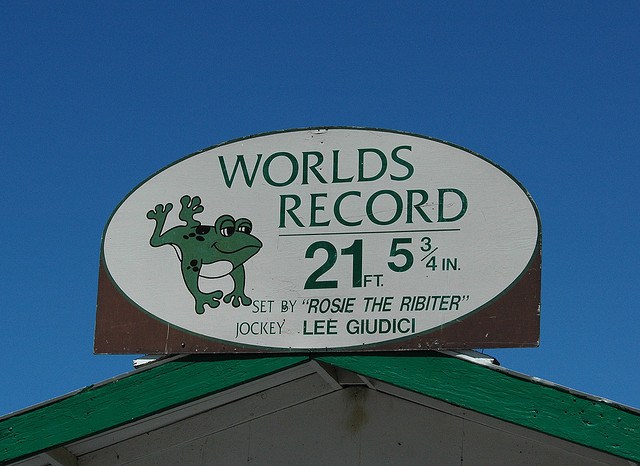 WORLDS
RECORD
21 FT. 5 3/4 IN.
SET BY "ROSIE THE RIBITER"
JOCKEY LEE GIUDICI